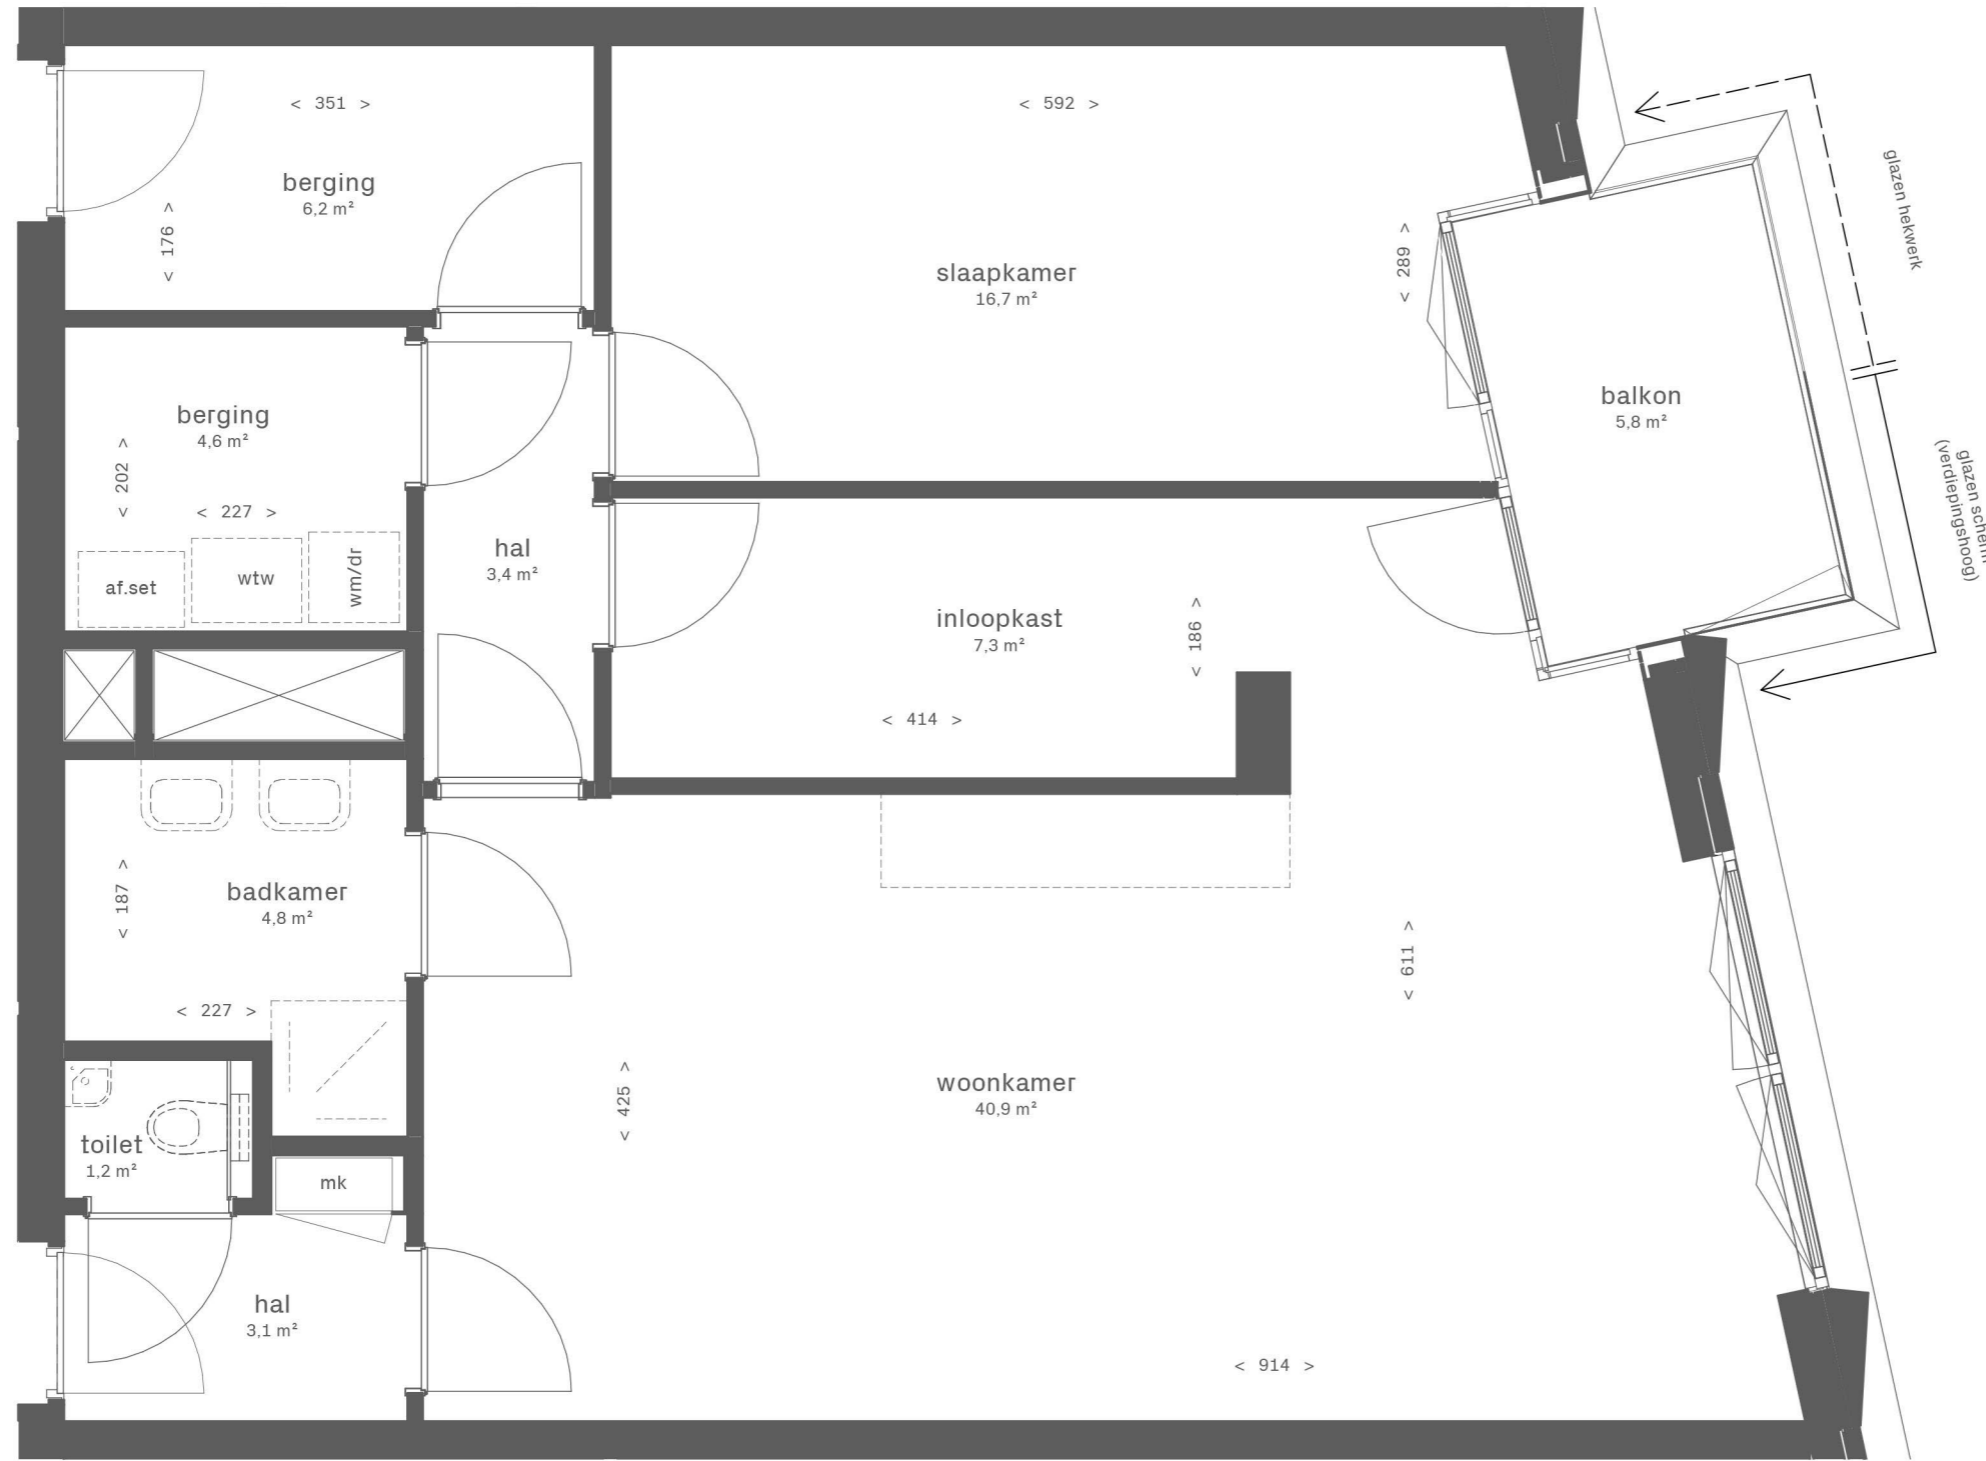 < 351 >
berging
6,2 m²
< 176 >
< 592 >
slaapkamer
16,7 m²
< 289 >
glazen hekwerk
balkon
5,8 m²
glazen scherm
(verdiepingshoog)
berging
4,6 m²
< 202 >
< 227 >
af.set
wtw
wm/dr
hal
3,4 m²
inloopkast
7,3 m²
< 186 >
< 414 >
badkamer
4,8 m²
< 187 >
< 227 >
toilet
1,2 m²
mk
hal
3,1 m²
woonkamer
40,9 m²
< 425 >
< 611 >
< 914 >